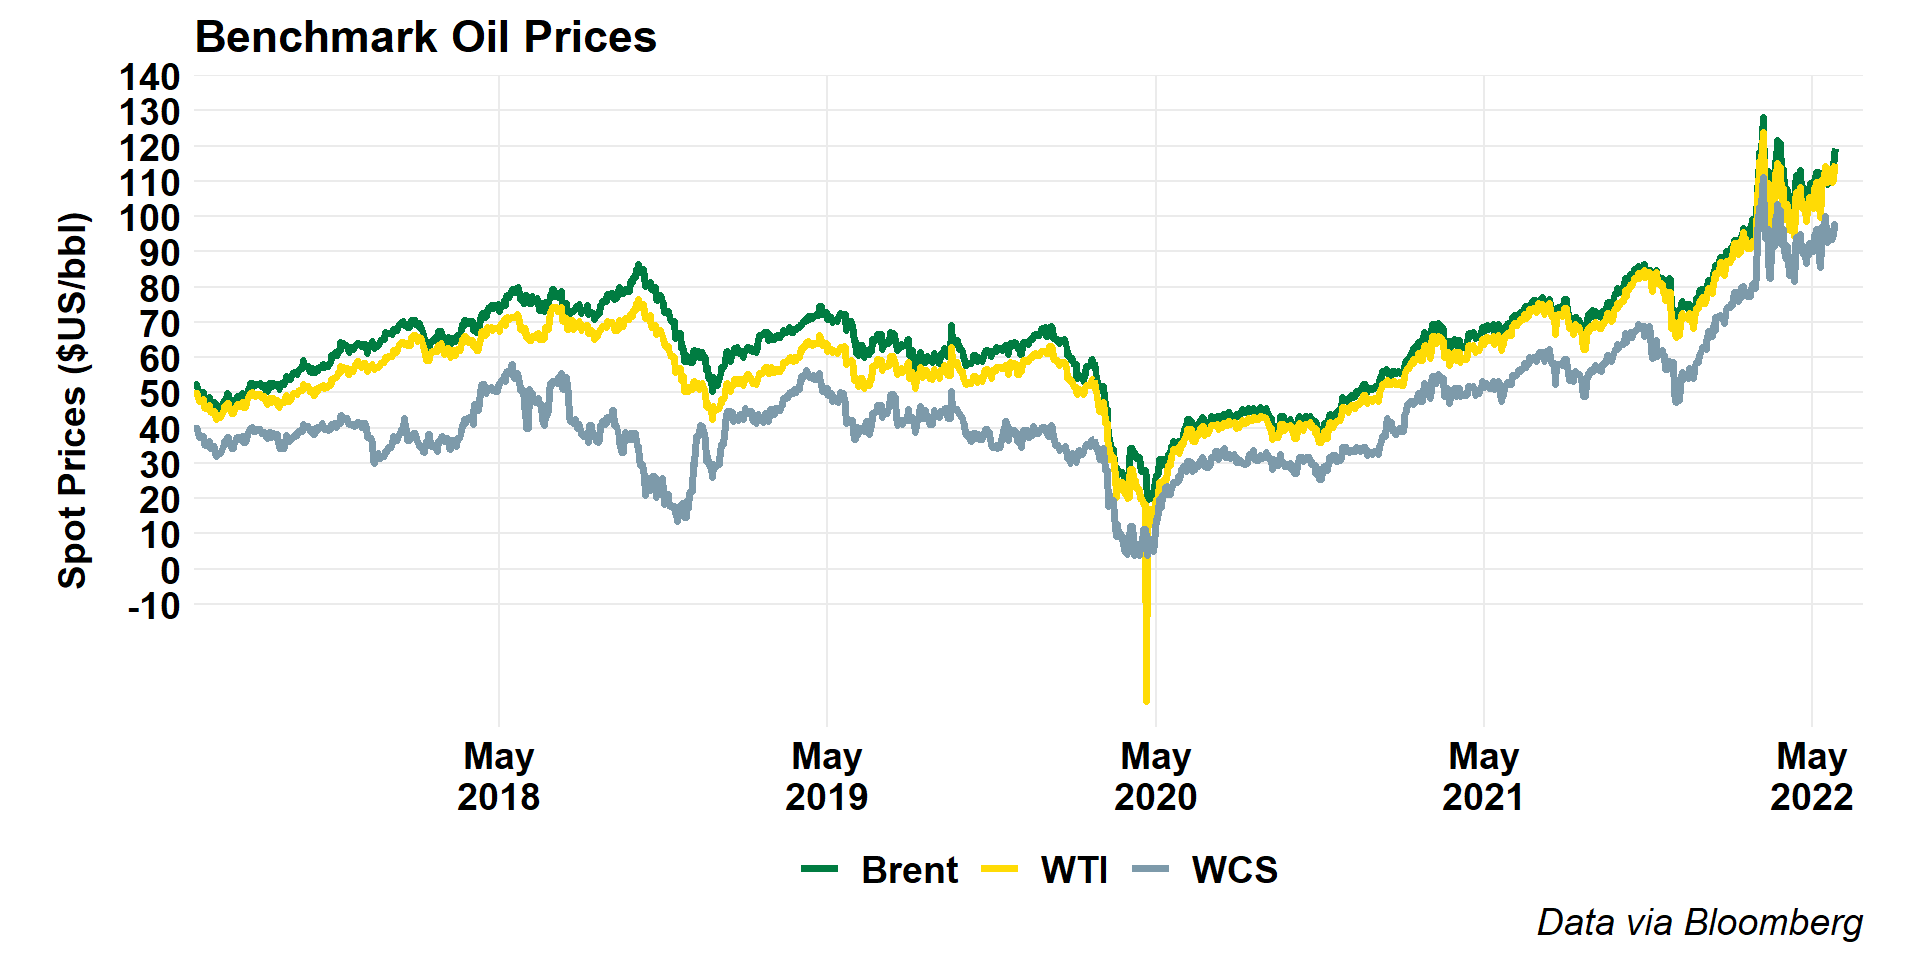 Benchmark Oil Prices
140
130
120
110
100
90
80
70
60
50
40
30
20
10
0
-10
Spot Prices ($US/bbl)
May
2018
May
2019
May
2020
May
2021
May
2022
Brent WTI WCS
Data via Bloomberg